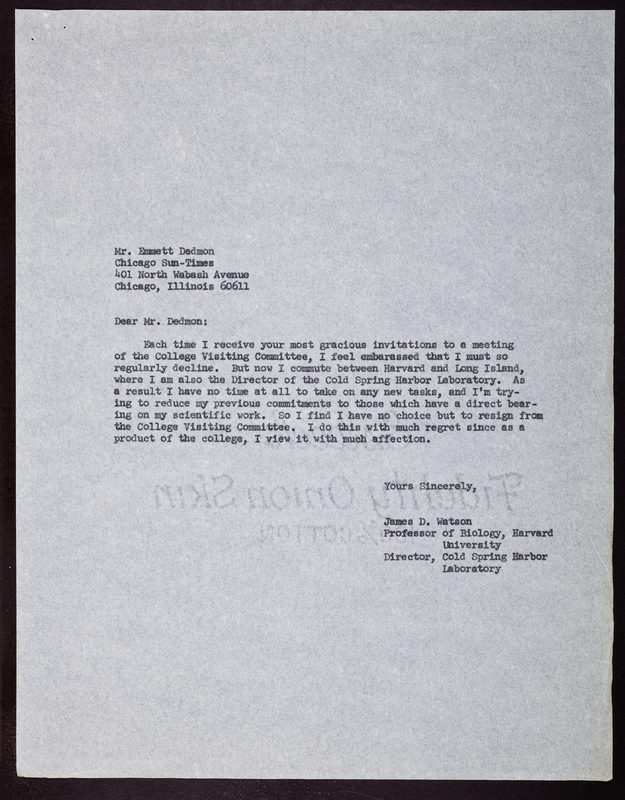 Mr. Emmett Dedmon
Chicago Sun-Times
401 North Wabash Avenue
Chicago, Illinois 60611
Dear Mr. Dedmon:
Each time I receive your most gracious invitations to a meeting
of the College Visiting Committee, I feel embarassed that I must so
regularly decline. But now I commute between Harvard and Long Island,
where I am also the Director of the Cold Spring Harbor Laboratory. As
a result I have no time at all to take on any new tasks, and I'm try-
ing to reduce my previous commitments to those which have a direct bear-
ing on my scientific work. So I find I have no choice but to resign from
the College Visiting Committee. I do this with much regret since as a
product of the college, I view it with much affection.
Yours Sincerely,
Fidelity Onion Skin
COTTON
James D. Watson
Professor of Biology, Harvard
University
Director, Cold Spring Harbor
Laboratory